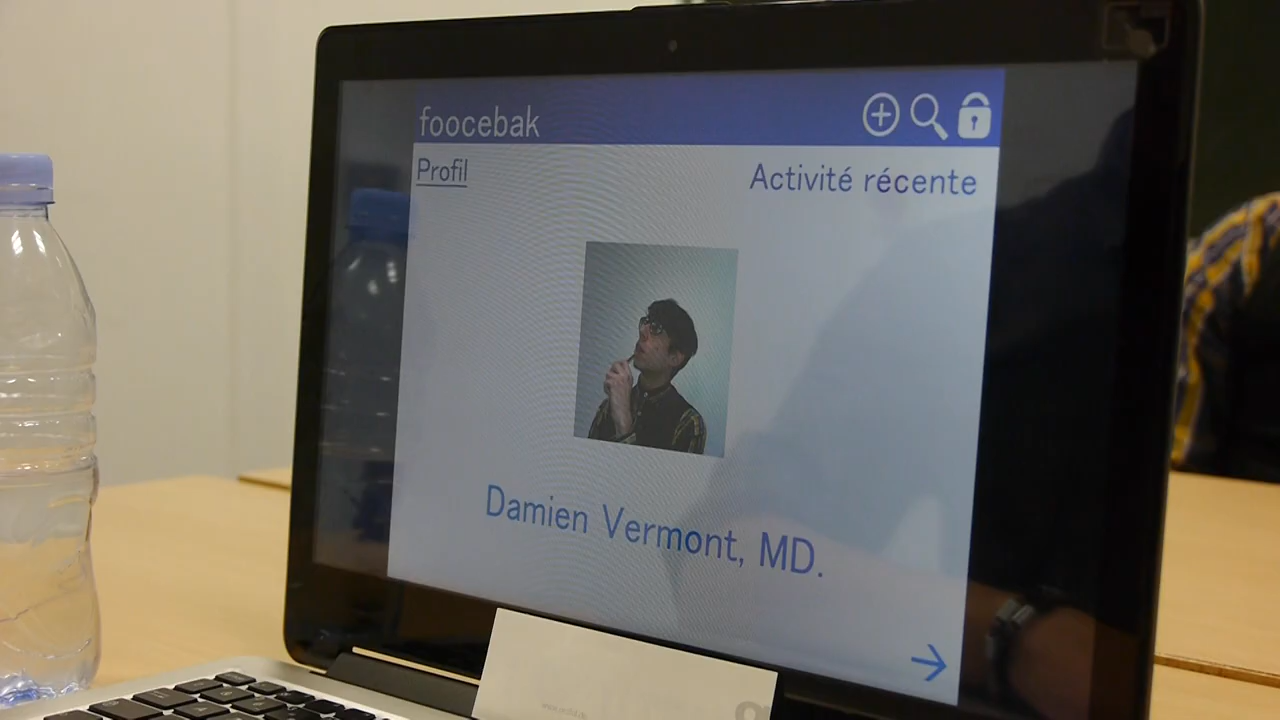 foocebak
Profil
Activité récente
Damien Vermont, MD.